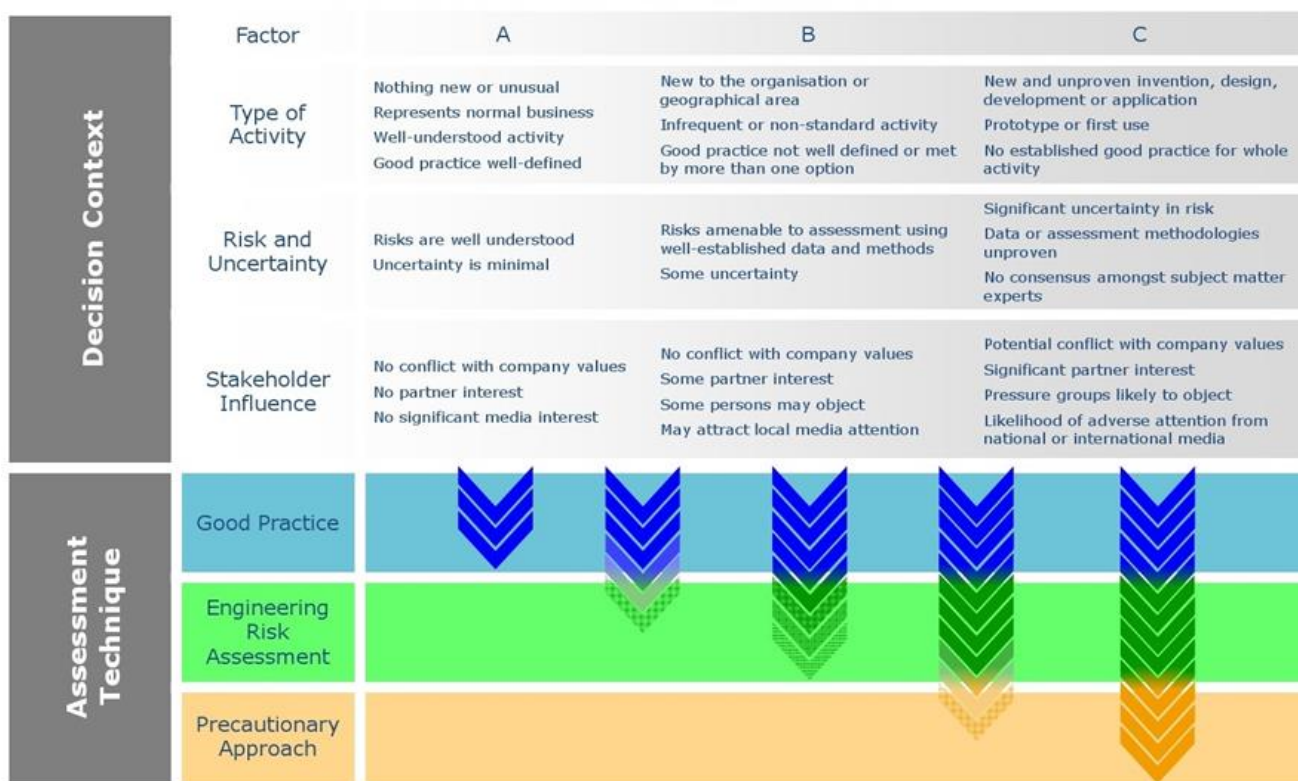 Decision Context
Factor
A
B
C
Type of
Activity
Nothing new or unusual
Represents normal business
Well-understood activity
Good practice well-defined
New to the organisation or
geographical area
Infrequent or non-standard activity
Good practice not well defined or met
by more than one option
New and unproven invention, design,
development or application
Prototype or first use
No established good practice for whole
activity
Risk and
Uncertainty
Risks are well understood
Uncertainty is minimal
Risks amenable to assessment using
well-established data and methods
Some uncertainty
Significant uncertainty in risk
Data or assessment methodologies
unproven
No consensus amongst subject matter
experts
Stakeholder
Influence
No conflict with company values
No partner interest
No significant media interest
No conflict with company values
Some partner interest
Some persons may object
May attract local media attention
Potential conflict with company values
Significant partner interest
Pressure groups likely to object
Likelihood of adverse attention from
national or international media
Assessment
Technique
Good Practice
Engineering
Risk
Assessment
Precautionary
Approach